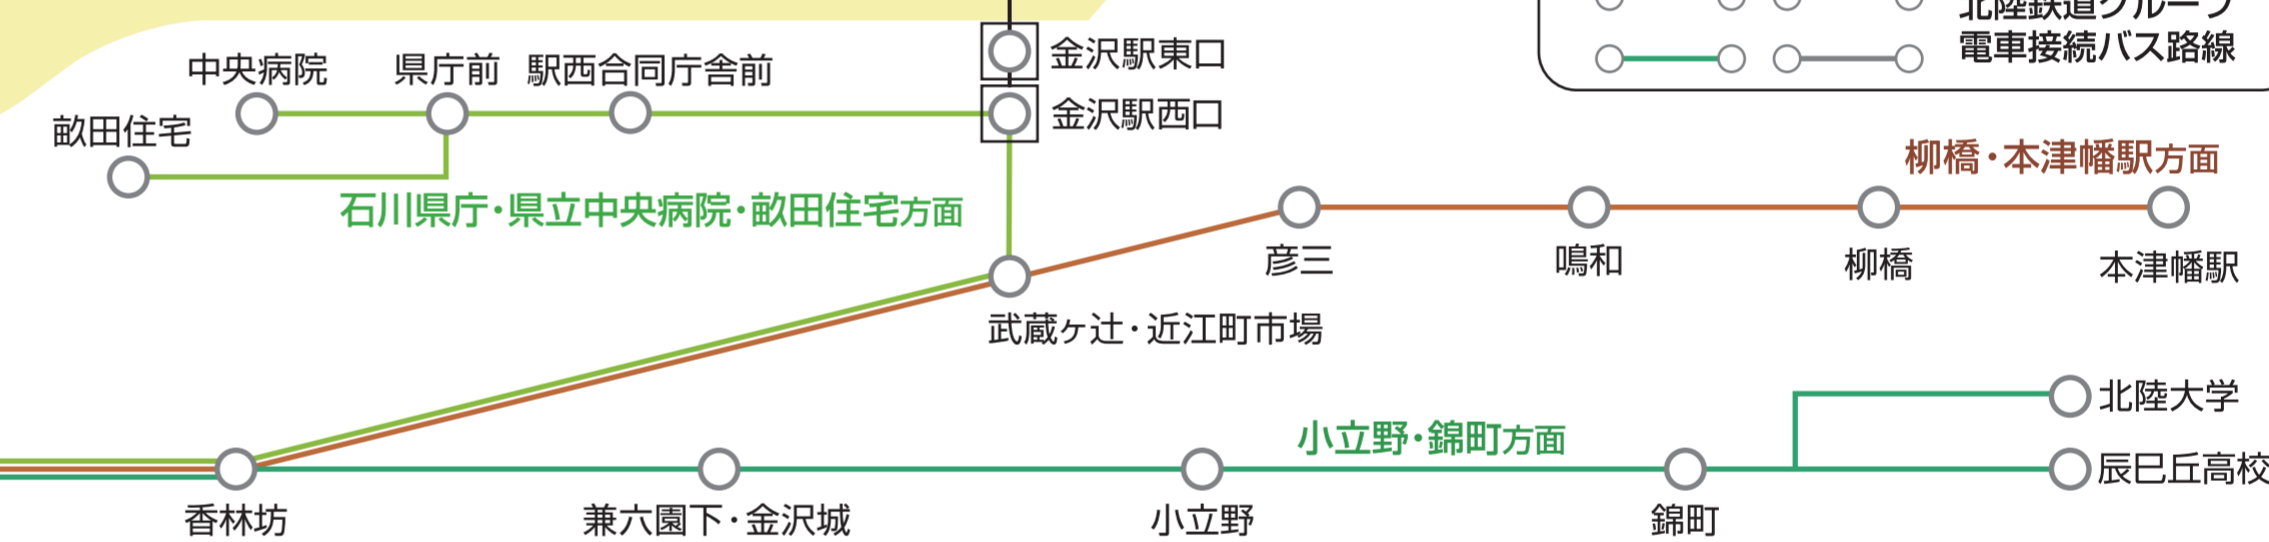 北陸鉄道グループ
電車接続バス路線
金沢駅東口
中央病院
県庁前
駅西合同庁舎前
金沢駅西口
畝田住宅
柳橋・本津幡駅方面
石川県庁・県立中央病院・畝田住宅方面
彦三
鳴和
柳橋
本津幡駅
武蔵ヶ辻・近江町市場
北陸大学
小立野・錦町方面
辰巳丘高校
香林坊
兼六園下・金沢城
小立野
錦町